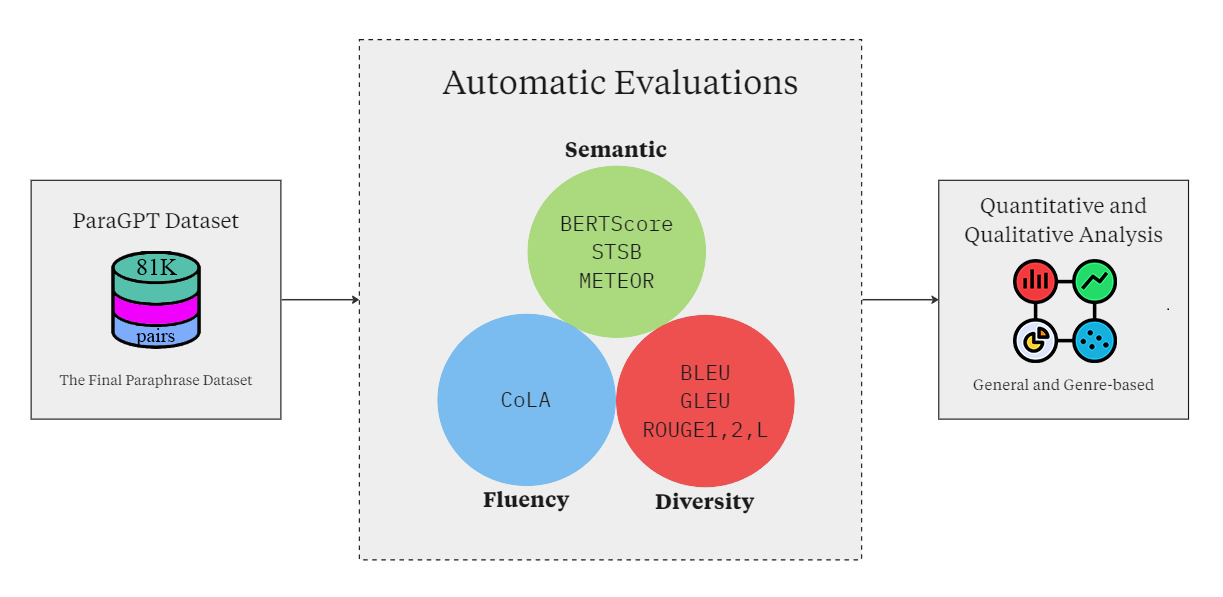 ParaGPT Dataset
81K
pairs
The Final Paraphrase Dataset
Automatic Evaluations
Semantic
BERTScore
STSB
METEOR
CoLA
Fluency
BLEU
GLEU
ROUGE1,2,L
Diversity
Quantitative and
Qualitative Analysis
General and Genre-based